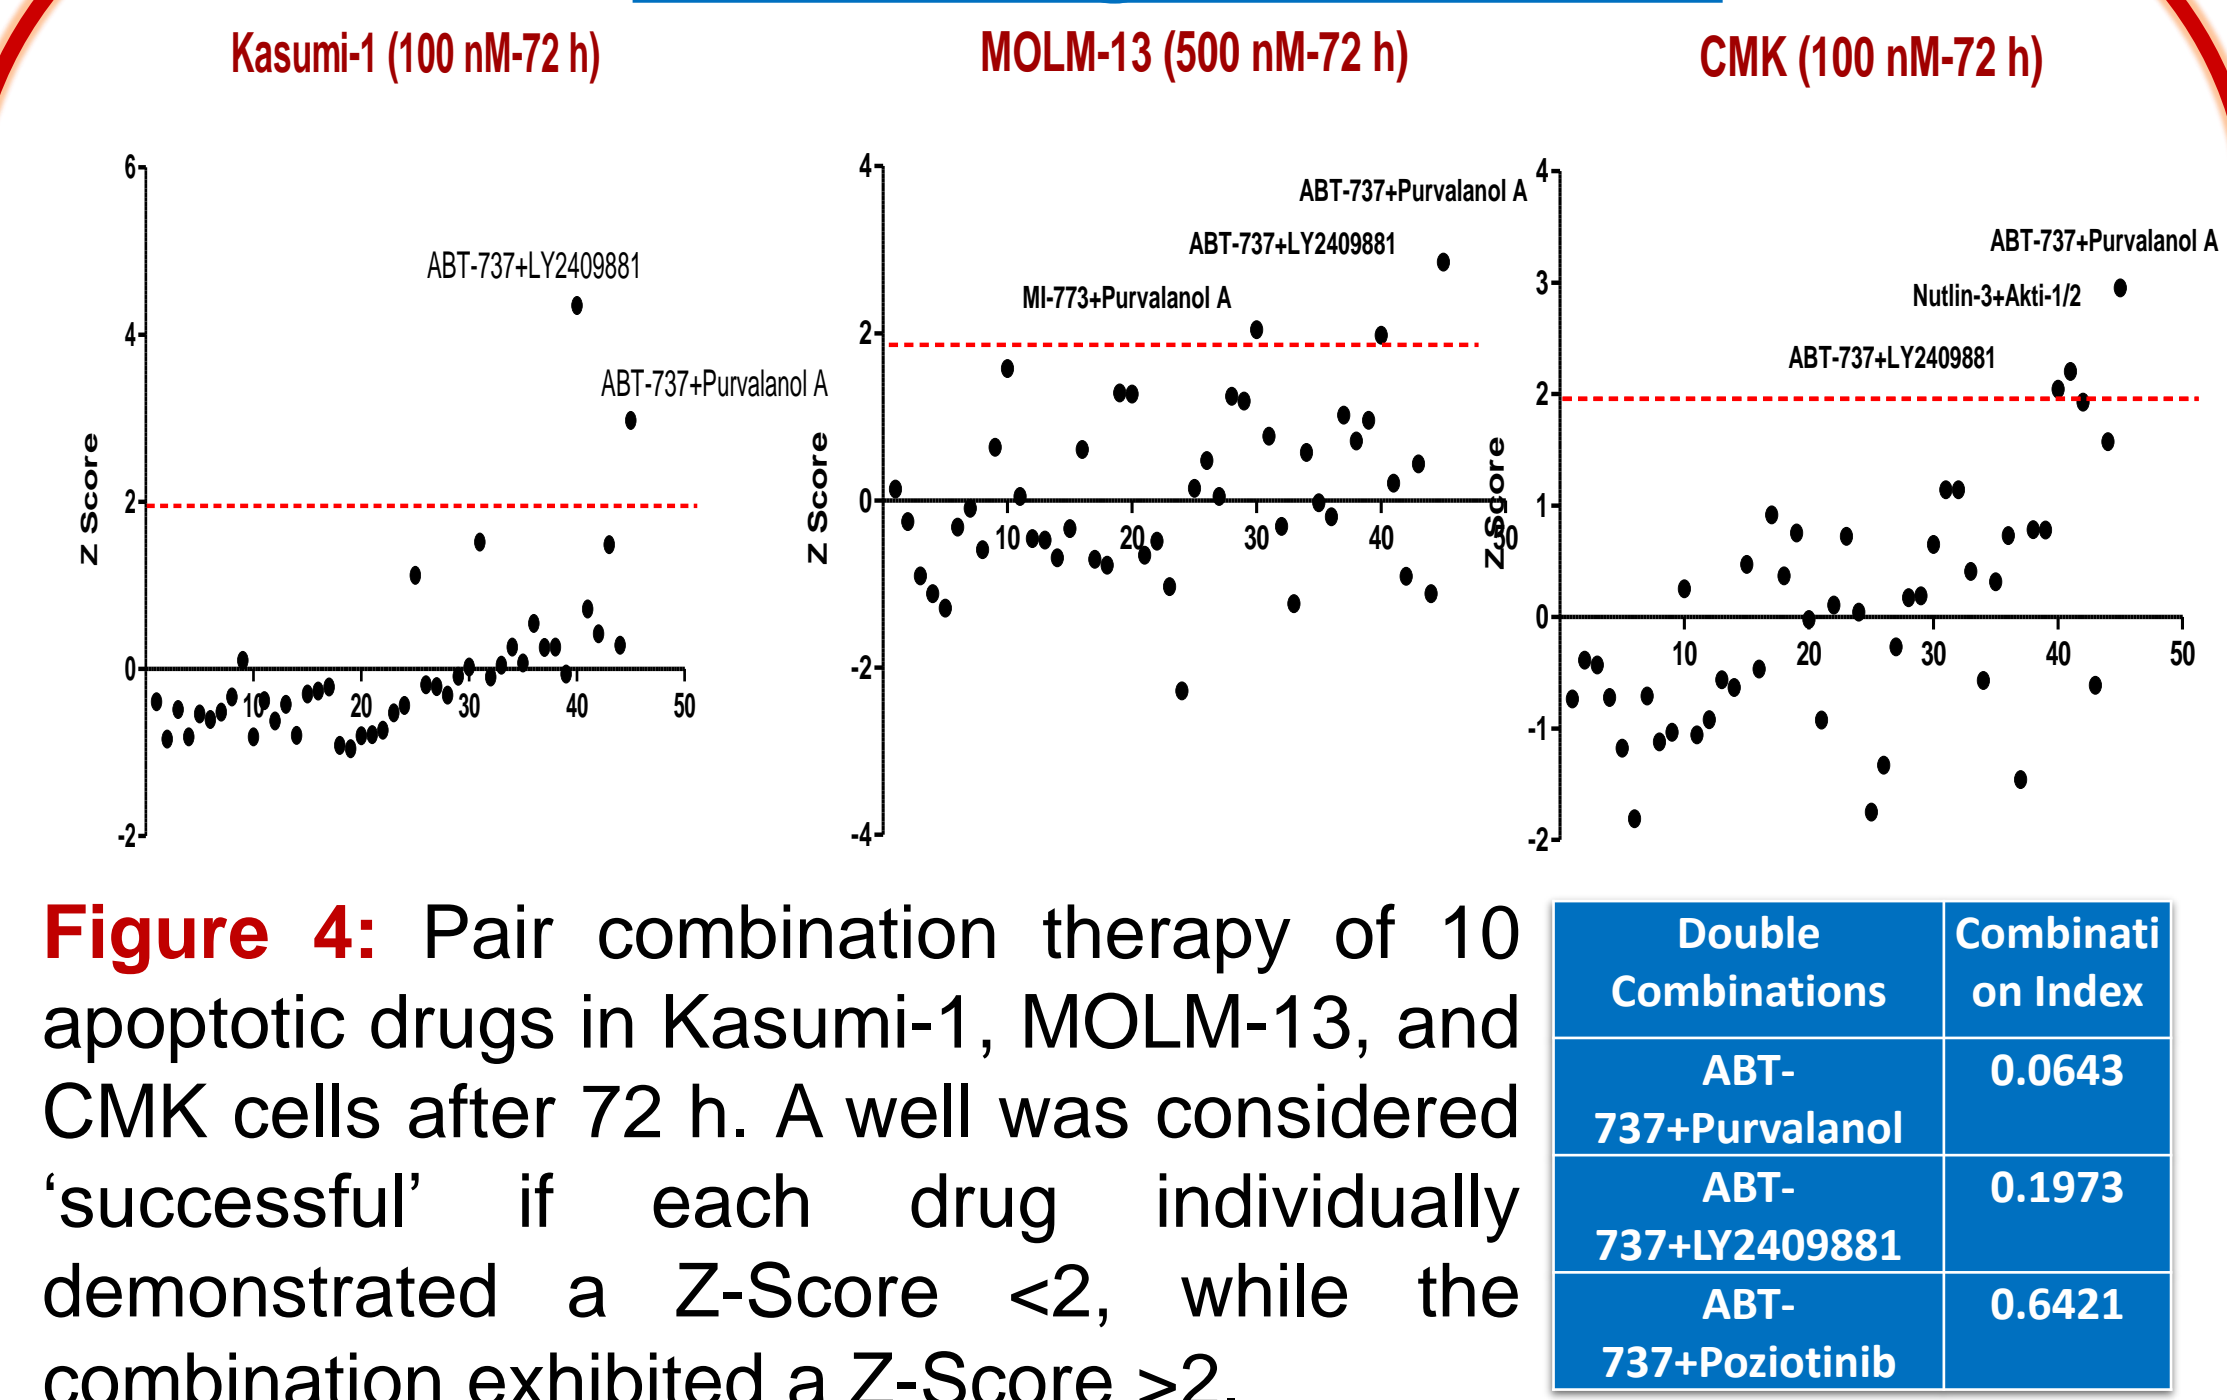 Kasumi-1 (100 nM-72 h)
MOLM-13 (500 nM-72 h)
CMK (100 nM-72 h)
6
4
2
0
-2
10
20
30
40
50
Z Score
ABT-737+LY2409881
ABT-737+Purvalanol A
4
2
0
-2
-4
10
20
30
40
50
Z Score
ABT-737+Purvalanol A
ABT-737+LY2409881
MI-773+Purvalanol A
4
3
2
1
0
-1
-2
10
20
30
40
50
Z Score
ABT-737+Purvalanol A
Nutlin-3+Akti-1/2
ABT-737+LY2409881
Figure 4: Pair combination therapy of 10
apoptotic drugs in Kasumi-1, MOLM-13, and
CMK cells after 72 h. A well was considered
‘successful’ if each drug individually
demonstrated a Z-Score <2, while the
combination exhibited a Z-Score >2.
Double
Combinations
Combinati
on Index
ABT-
737+Purvalanol
0.0643
ABT-
737+LY2409881
0.1973
ABT-
737+Poziotinib
0.6421